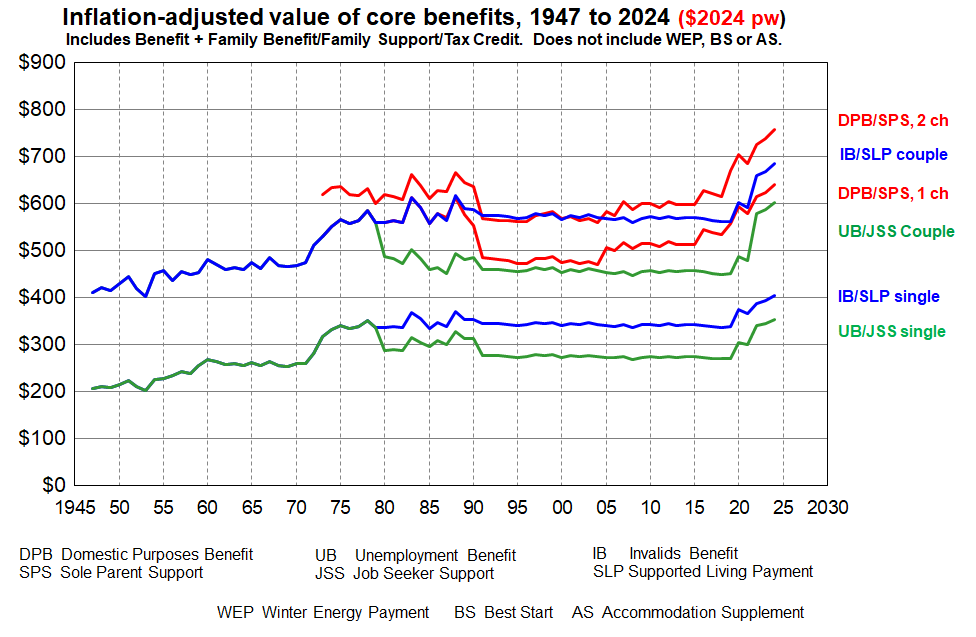 Inflation-adjusted value of core benefits, 1947 to 2024 ($2024 pw)
Includes Benefit + Family Benefit/Family Support/Tax Credit. Does not include WEP, BS or AS.
$900
$800
$700
$600
$500
$400
$300
$200
$100
$0
DPB/SPS, 2 ch
IB/SLP couple
DPB/SPS, 1 ch
UB/JSS Couple
IB/SLP single
UB/JSS single
1945 50 55 60 65 70 75 80 85 90 95 00 05 10 15 20 25 2030
DPB Domestic Purposes Benefit
SPS Sole Parent Support
UB Unemployment Benefit
JSS Job Seeker Support
IB Invalids Benefit
SLP Supported Living Payment
WEP Winter Energy Payment BS Best Start AS Accommodation Supplement